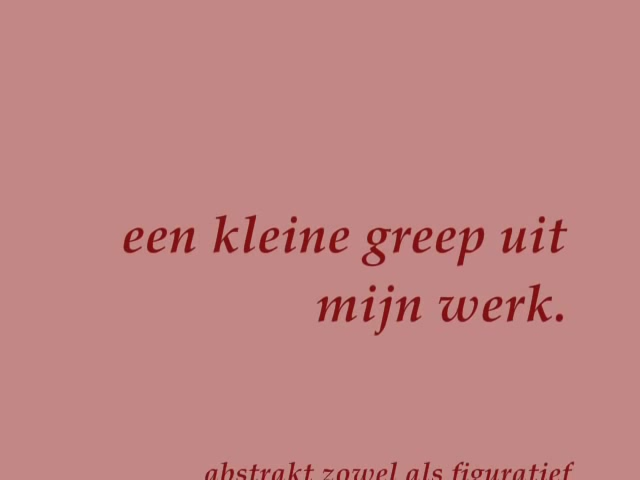 een kleine greep uit
mijn werk.
abstrakt zowel als figuratief